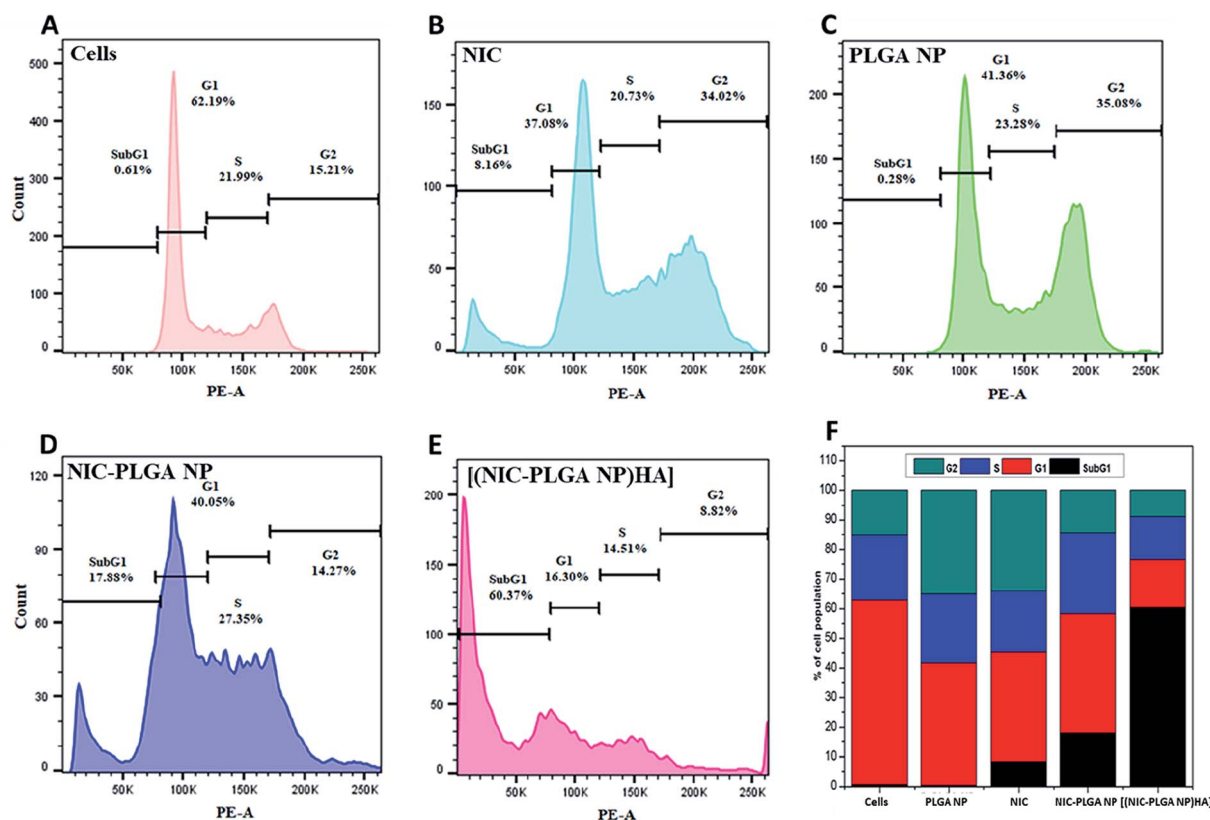 A
Cells
500
400
300
200
100
0
Count
SubG1
0.61%
G1
62.19%
S
21.99%
G2
15.21%
50K 100K 150K 200K 250K
PE-A
B
NIC
150
100
50
0
SubG1
8.16%
G1
37.08%
S
20.73%
G2
34.02%
50K 100K 150K 200K 250K
PE-A
C
PLGA NP
200
150
100
50
0
SubG1
0.28%
G1
41.36%
S
23.28%
G2
35.08%
50K 100K 150K 200K 250K
PE-A
D
NIC-PLGA NP
120
90
60
30
0
Count
SubG1
17.88%
G1
40.05%
S
27.35%
G2
14.27%
50K 100K 150K 200K 250K
PE-A
E
[(NIC-PLGA NP)HA]
200
150
100
50
0
SubG1
60.37%
G1
16.30%
S
14.51%
G2
8.82%
50K 100K 150K 200K 250K
PE-A
F
G2 S G1 SubG1
110
100
90
80
70
60
50
40
30
20
10
0
% of cell population
Cells PLGA NP NIC NIC-PLGA NP [(NIC-PLGA NP)HA]